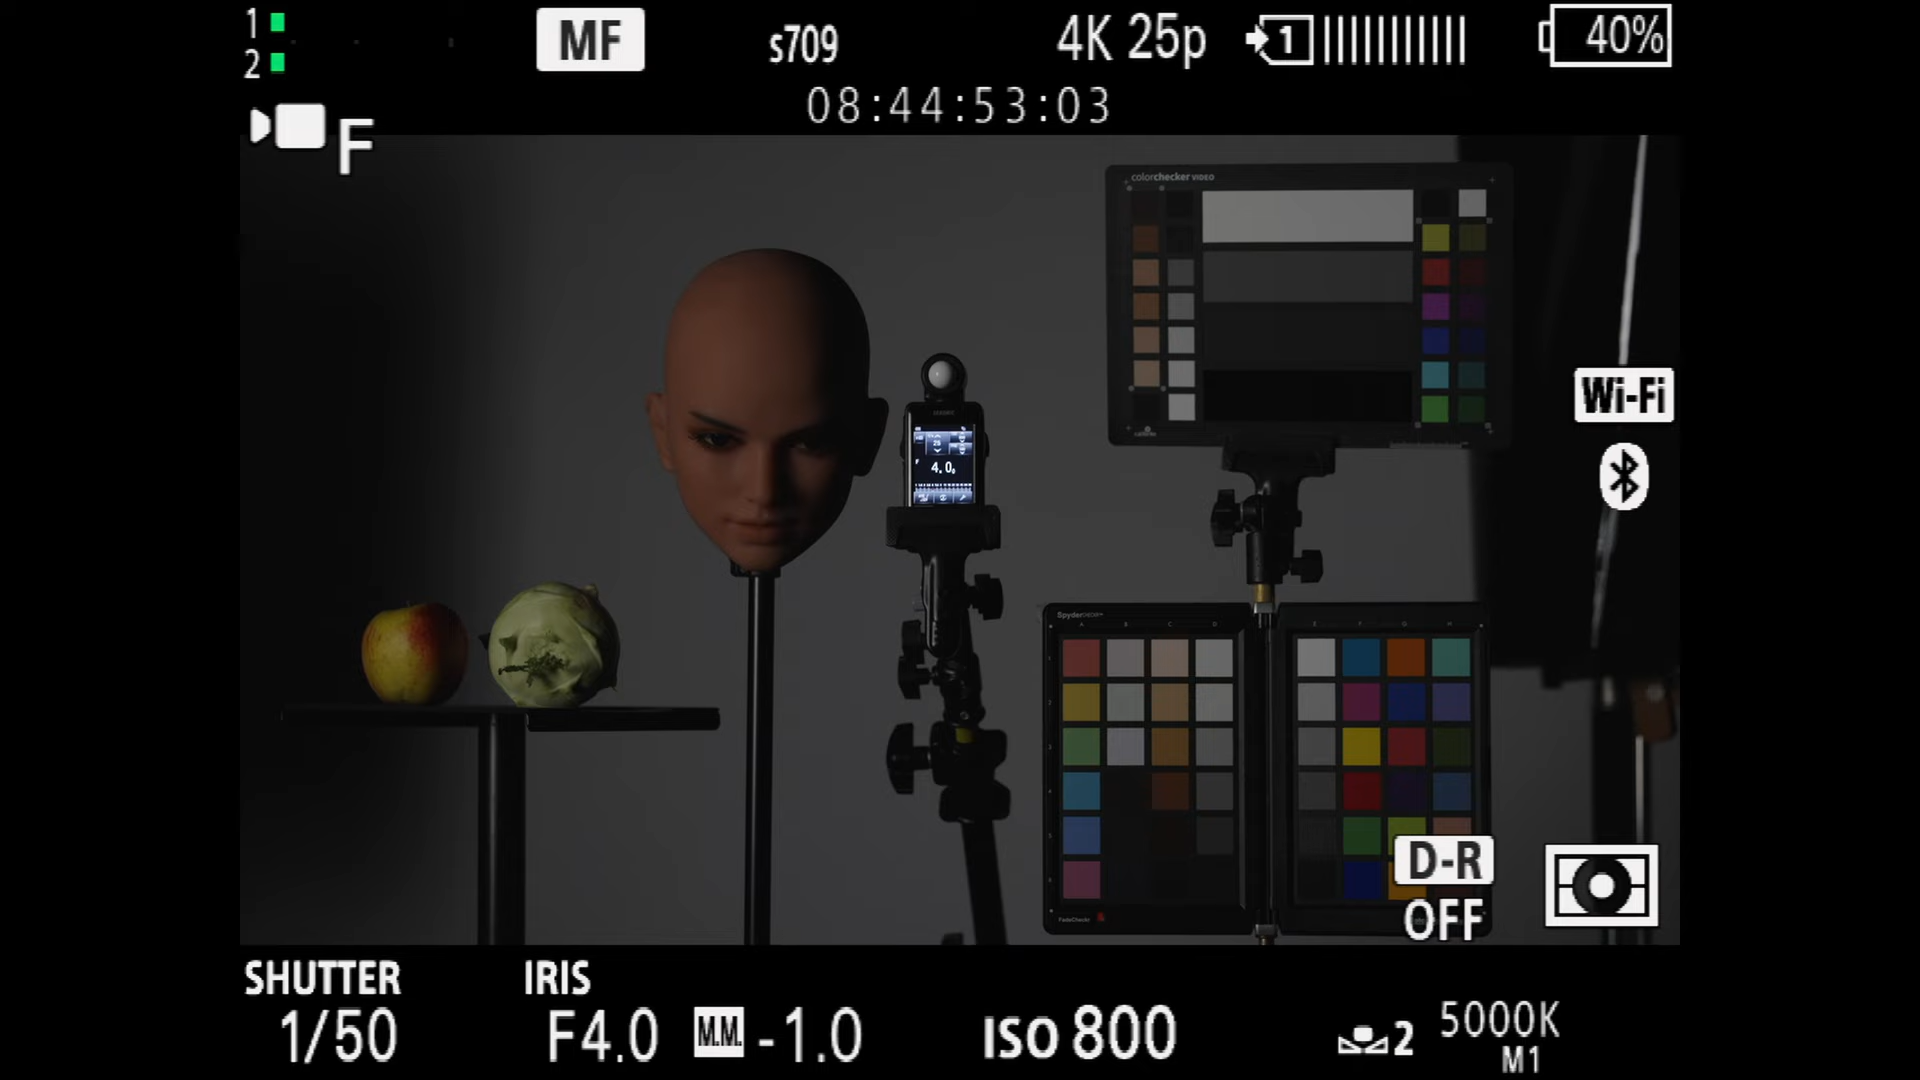 1
2
MF
s709
4K 25p
1
40%
08:44:53:03
F
colorchecker VIDEO
Wi-Fi
4.0
Spyder
A B C D
E F G H
D-R
OFF
SHUTTER
1/50
IRIS
F4.0
M.M. -1.0
ISO 800
2
5000K
M1